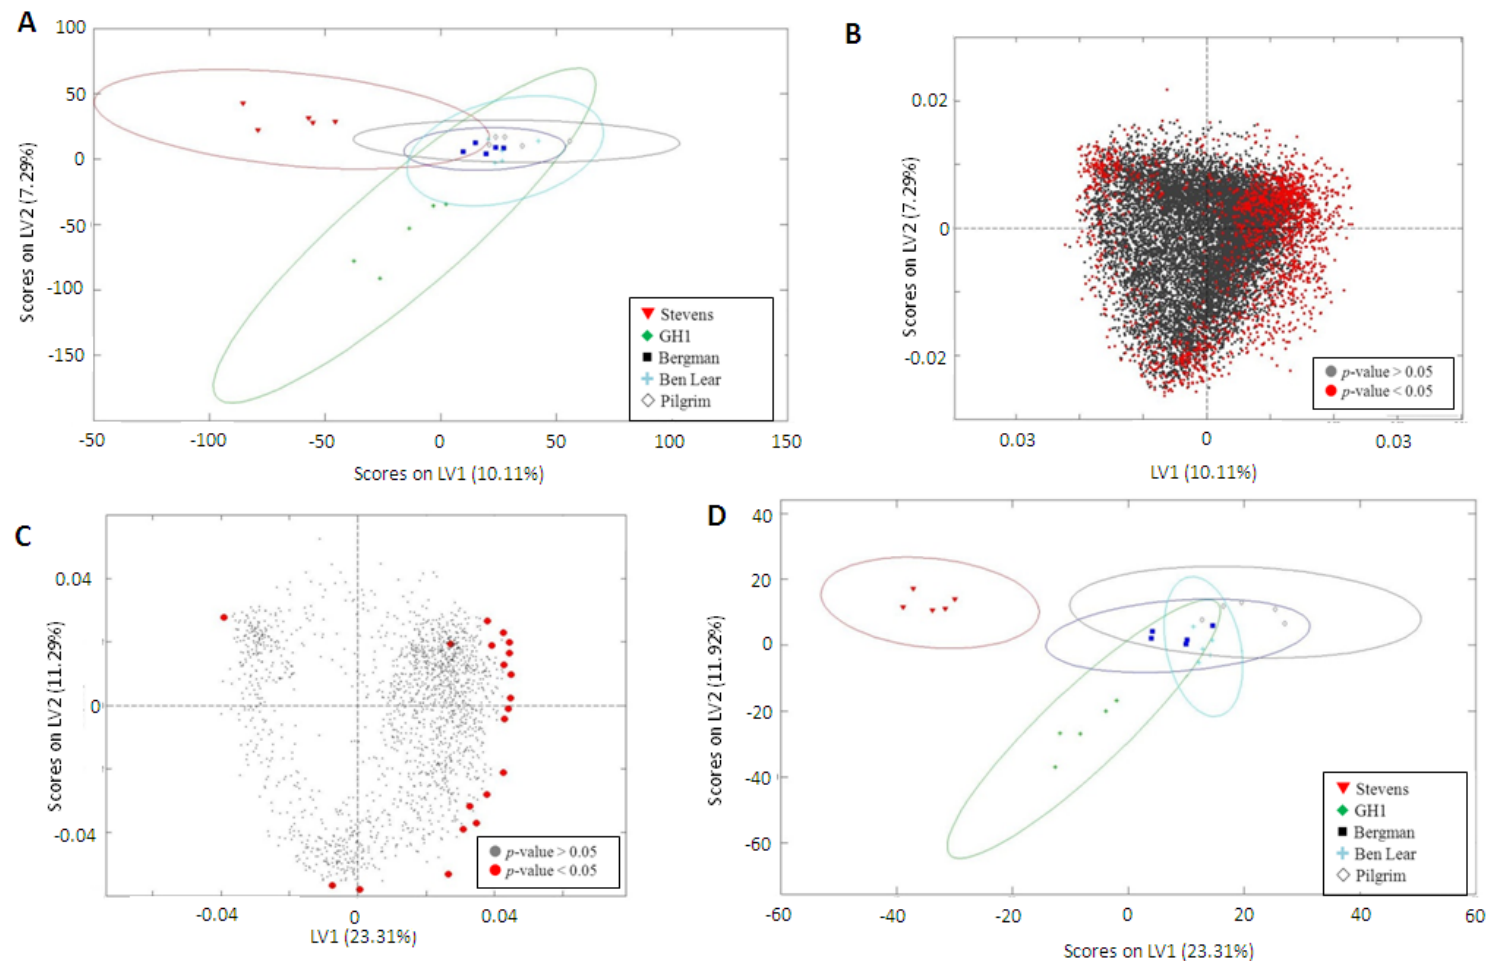 A
100
50
0
-50
-100
-150
Scores on LV2 (7.29%)
-50
-100
-50
0
50
100
150
Scores on LV1 (10.11%)
Stevens
GH1
Bergman
Ben Lear
Pilgrim
B
0.02
0
-0.02
Scores on LV2 (7.29%)
0.03
0
0.03
LV1 (10.11%)
p-value > 0.05
p-value < 0.05
C
0.04
0
-0.04
Scores on LV2 (11.29%)
-0.04
0
0.04
LV1 (23.31%)
p-value > 0.05
p-value < 0.05
D
40
20
0
-20
-40
-60
Scores on LV2 (11.92%)
-60
-40
-20
0
20
40
60
Scores on LV1 (23.31%)
Stevens
GH1
Bergman
Ben Lear
Pilgrim